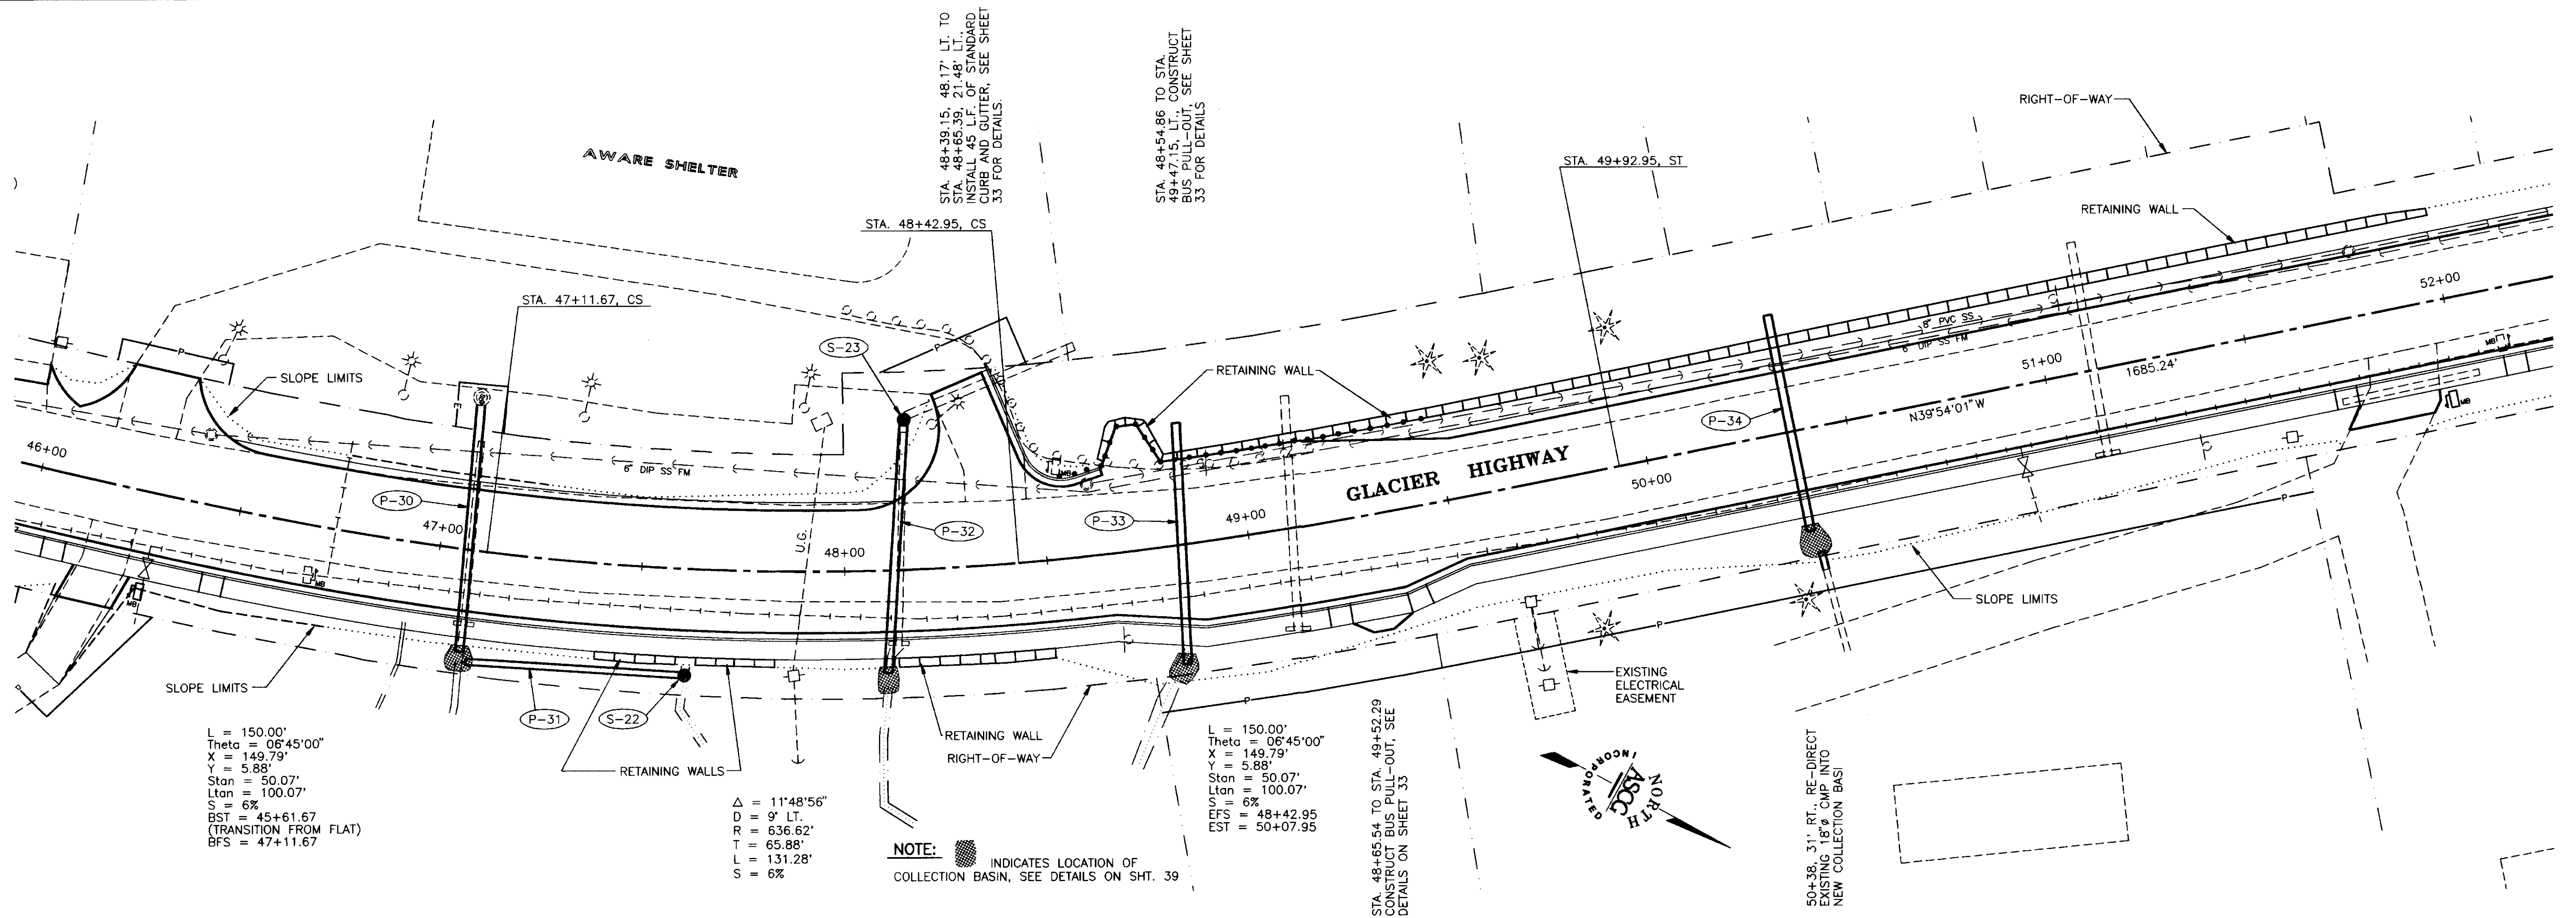 STA. 48+39.15, 48.17' LT. TO
STA. 48+65.39, 21.48' LT.,
INSTALL 45 L.F. OF STANDARD
CURB AND GUTTER, SEE SHEET
33 FOR DETAILS.
STA. 48+54.86 TO STA.
49+47.15, LT., CONSTRUCT
BUS PULL-OUT, SEE SHEET
33 FOR DETAILS
RIGHT-OF-WAY
AWARE SHELTER
STA. 49+92.95, ST
RETAINING WALL
STA. 48+42.95, CS
STA. 47+11.67, CS
52+00
8" PVC SS
6" DIP SS FM
51+00
1685.24'
MB
P
S-23
P
SLOPE LIMITS
RETAINING WALL
N39°54'01"W
P-34
MB
46+00
6" DIP SS FM
MB
GLACIER HIGHWAY
50+00
P-30
47+00
P-32
P-33
49+00
U.G.
48+00
P
MB
MB
SLOPE LIMITS
P
P
SLOPE LIMITS
P-31
S-22
P
EXISTING
ELECTRICAL
EASEMENT
RETAINING WALL
RIGHT-OF-WAY
RETAINING WALLS
L = 150.00'
Theta = 06°45'00"
X = 149.79'
Y = 5.88'
Stan = 50.07'
Ltan = 100.07'
S = 6%
BST = 45+61.67
(TRANSITION FROM FLAT)
BFS = 47+11.67
Δ = 11°48'56"
D = 9° LT.
R = 636.62'
T = 65.88'
L = 131.28'
S = 6%
L = 150.00'
Theta = 06°45'00"
X = 149.79'
Y = 5.88'
Stan = 50.07'
Ltan = 100.07'
S = 6%
EFS = 48+42.95
EST = 50+07.95
NOTE:
INDICATES LOCATION OF
COLLECTION BASIN, SEE DETAILS ON SHT. 39
STA. 48+65.54 TO STA. 49+52.29
CONSTRUCT BUS PULL-OUT, SEE
DETAILS ON SHEET 33
NORTH
ASCG
INCORPORATED
50+38, 31' RT., RE-DIRECT
EXISTING 18"ø CMP INTO
NEW COLLECTION BASI